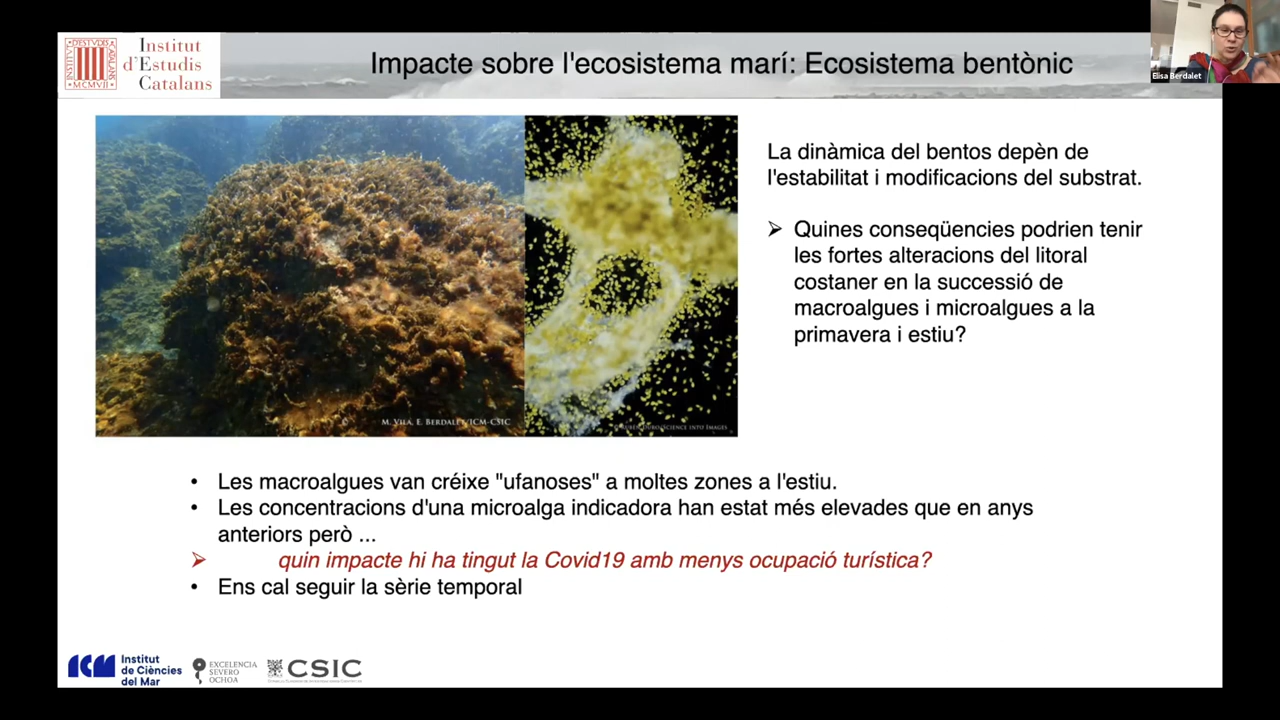 Institut
d'Estudis
Catalans
Impacte sobre l'ecosistema marí: Ecosistema bentònic
Elisa Berdalet
La dinàmica del bentos depèn de
l'estabilitat i modificacions del substrat.
➢ Quines conseqüencies podrien tenir
les fortes alteracions del litoral
costaner en la successió de
macroalgues i microalgues a la
primavera i estiu?
M. Vila, E. Berdalet/ICM-CSIC
• Les macroalgues van créixe "ufanoses" a moltes zones a l'estiu.
• Les concentracions d'una microalga indicadora han estat més elevades que en anys
anteriors però ...
➢ quin impacte hi ha tingut la Covid19 amb menys ocupació turística?
• Ens cal seguir la sèrie temporal
ICM
Institut
de Ciències
del Mar
EXCELENCIA
SEVERO
OCHOA
CSIC